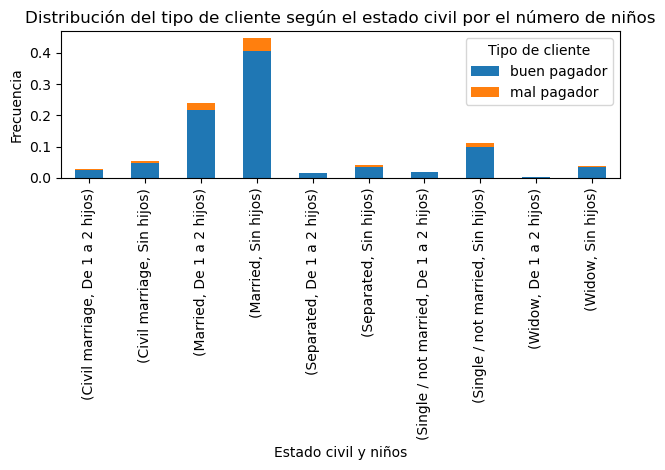 Distribución del tipo de cliente según el estado civil por el número de niños
Frecuencia
0.4
0.3
0.2
0.1
0.0
Tipo de cliente
buen pagador
mal pagador
(Civil marriage, De 1 a 2 hijos)
(Civil marriage, Sin hijos)
(Married, De 1 a 2 hijos)
(Married, Sin hijos)
(Separated, De 1 a 2 hijos)
(Separated, Sin hijos)
(Single / not married, De 1 a 2 hijos)
(Single / not married, Sin hijos)
(Widow, De 1 a 2 hijos)
(Widow, Sin hijos)
Estado civil y niños